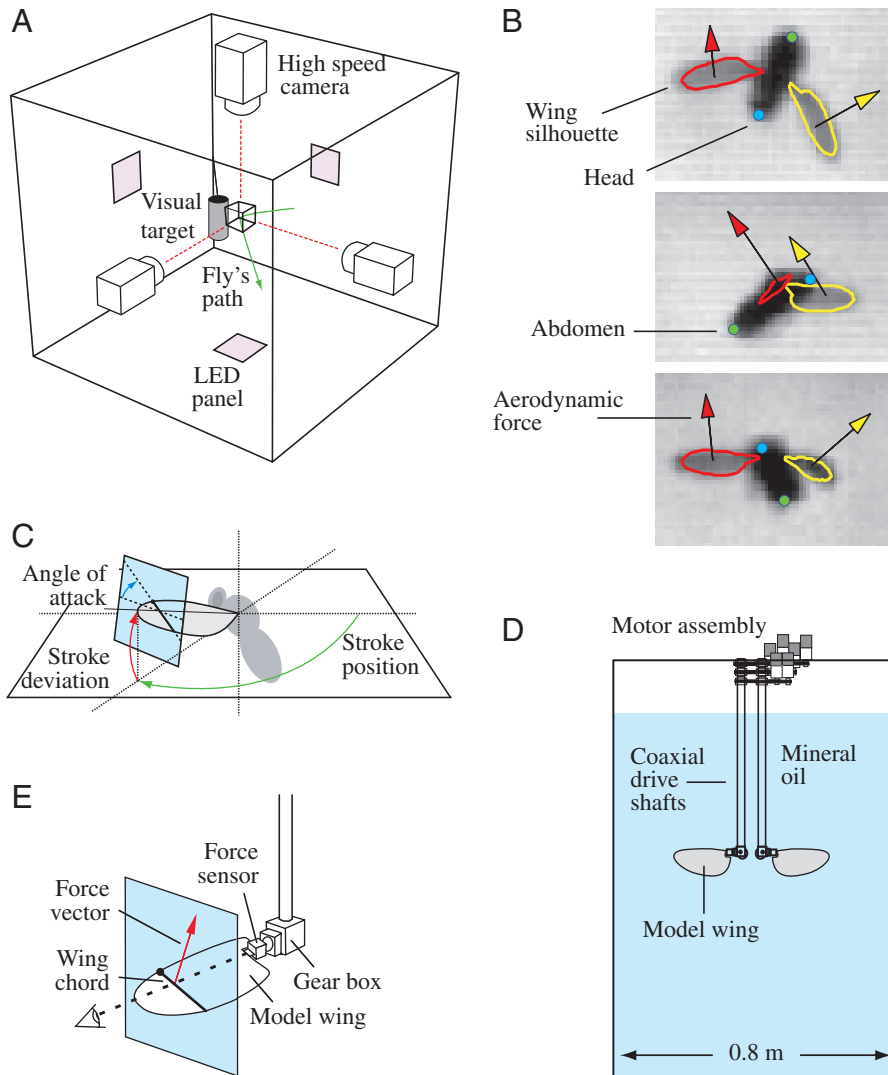 A
High speed
camera
Visual
target
Fly's
path
LED
panel
B
Wing
silhouette
Head
Abdomen
Aerodynamic
force
C
Angle of
attack
Stroke
deviation
Stroke
position
D
Motor assembly
Coaxial
drive
shafts
Mineral
oil
Model wing
0.8 m
E
Force
sensor
Force
vector
Wing
chord
Gear box
Model wing